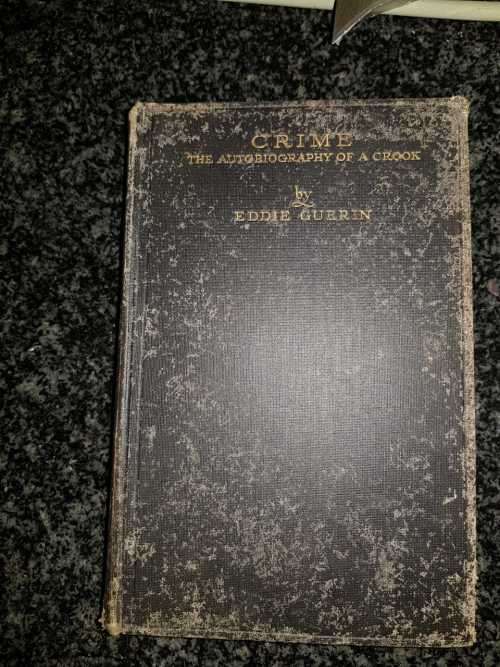 CRIME
THE AUTOBIOGRAPHY OF A CROOK
by
EDDIE GUERIN